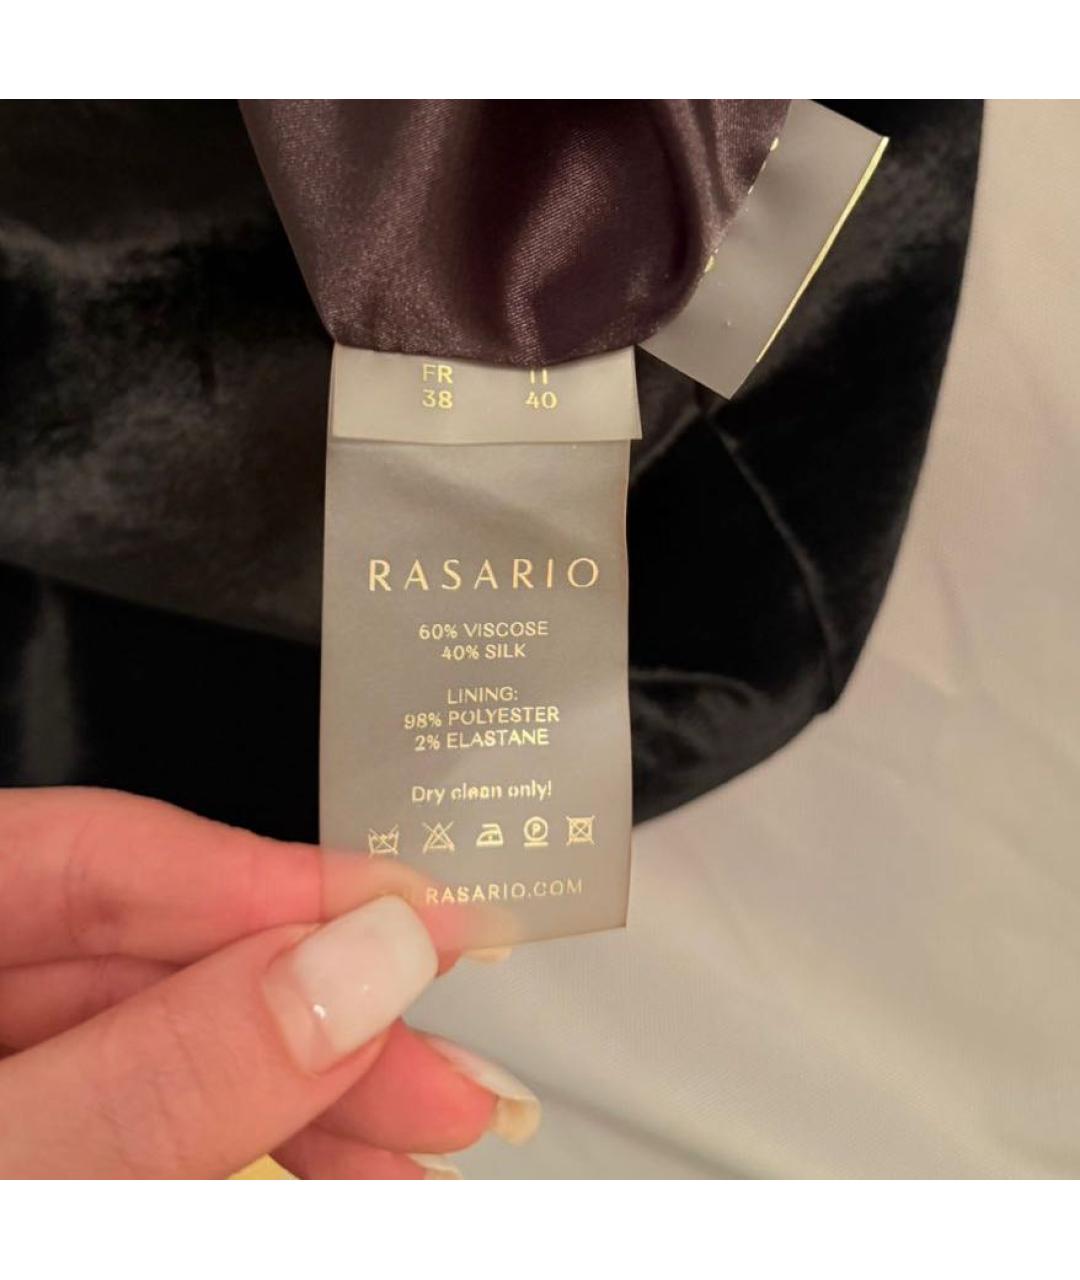 FR IT
38 40
RASARIO
60% VISCOSE
40% SILK
LINING:
98% POLYESTER
2% ELASTANE
Dry clean only!
P
RASARIO.COM